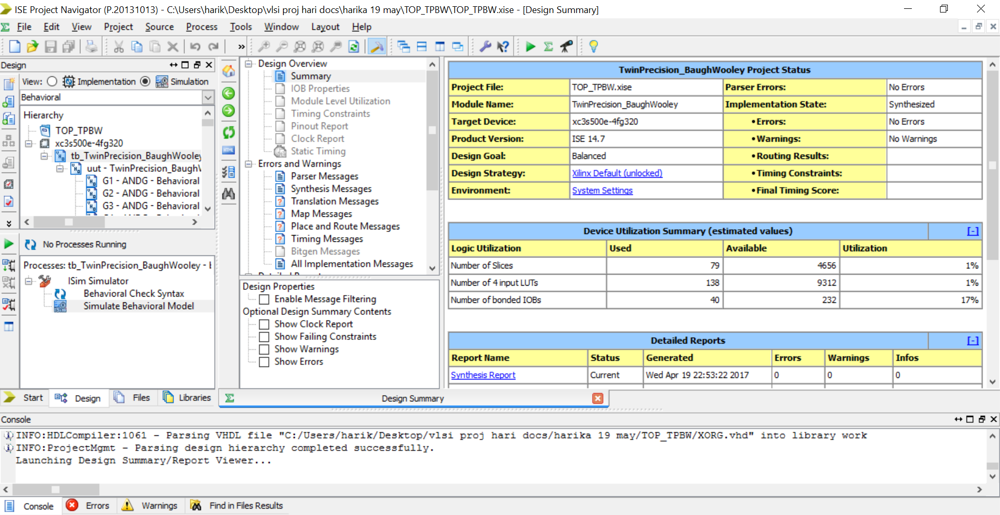 ISE Project Navigator (P.20131013) - C:\Users\harik\Desktop\vlsi proj hari docs\harika 19 may\TOP_TPBW\TOP_TPBW.xise - [Design Summary]
File Edit View Project Source Process Tools Window Layout Help
Design
View: Implementation Simulation
Behavioral
Hierarchy
TOP_TPBW
xc3s500e-4fg320
tb_TwinPrecision_BaughWooley
uut - TwinPrecision_Baugh
G1 - ANDG - Behavioral
G2 - ANDG - Behavioral
G3 - ANDG - Behavioral
No Processes Running
Processes: tb_TwinPrecision_BaughWooley -
ISim Simulator
Behavioral Check Syntax
Simulate Behavioral Model
Start Design Files Libraries
Design Overview
Summary
IOB Properties
Module Level Utilization
Timing Constraints
Pinout Report
Clock Report
Static Timing
Errors and Warnings
Parser Messages
Synthesis Messages
Translation Messages
Map Messages
Place and Route Messages
Timing Messages
Bitgen Messages
All Implementation Messages
Design Properties
Enable Message Filtering
Optional Design Summary Contents
Show Clock Report
Show Failing Constraints
Show Warnings
Show Errors
TwinPrecision_BaughWooley Project Status
Project File: TOP_TPBW.xise Parser Errors: No Errors
Module Name: TwinPrecision_BaughWooley Implementation State: Synthesized
Target Device: xc3s500e-4fg320 •Errors: No Errors
Product Version: ISE 14.7 •Warnings: No Warnings
Design Goal: Balanced •Routing Results:
Design Strategy: Xilinx Default (unlocked) •Timing Constraints:
Environment: System Settings •Final Timing Score:
Device Utilization Summary (estimated values) [-]
Logic Utilization Used Available Utilization
Number of Slices 79 4656 1%
Number of 4 input LUTs 138 9312 1%
Number of bonded IOBs 40 232 17%
Detailed Reports [-]
Report Name Status Generated Errors Warnings Infos
Synthesis Report Current Wed Apr 19 22:53:22 2017 0 0 0
Design Summary
Console
INFO:HDLCompiler:1061 - Parsing VHDL file "C:/Users/harik/Desktop/vlsi proj hari docs/harika 19 may/TOP_TPBW/XORG.vhd" into library work
INFO:ProjectMgmt - Parsing design hierarchy completed successfully.
Launching Design Summary/Report Viewer...
Console Errors Warnings Find in Files Results